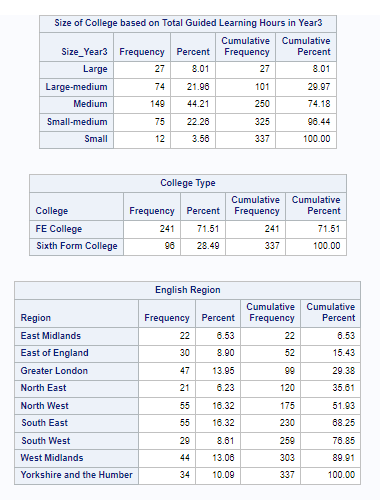 Size of College based on Total Guided Learning Hours in Year3
Cumulative Cumulative
Size_Year3 Frequency Percent Frequency Percent
Large 27 8.01 27 8.01
Large-medium 74 21.96 101 29.97
Medium 149 44.21 250 74.18
Small-medium 75 22.26 325 96.44
Small 12 3.56 337 100.00
College Type
Cumulative Cumulative
College Frequency Percent Frequency Percent
FE College 241 71.51 241 71.51
Sixth Form College 96 28.49 337 100.00
English Region
Cumulative Cumulative
Region Frequency Percent Frequency Percent
East Midlands 22 6.53 22 6.53
East of England 30 8.90 52 15.43
Greater London 47 13.95 99 29.38
North East 21 6.23 120 35.61
North West 55 16.32 175 51.93
South East 55 16.32 230 68.25
South West 29 8.61 259 76.85
West Midlands 44 13.06 303 89.91
Yorkshire and the Humber 34 10.09 337 100.00